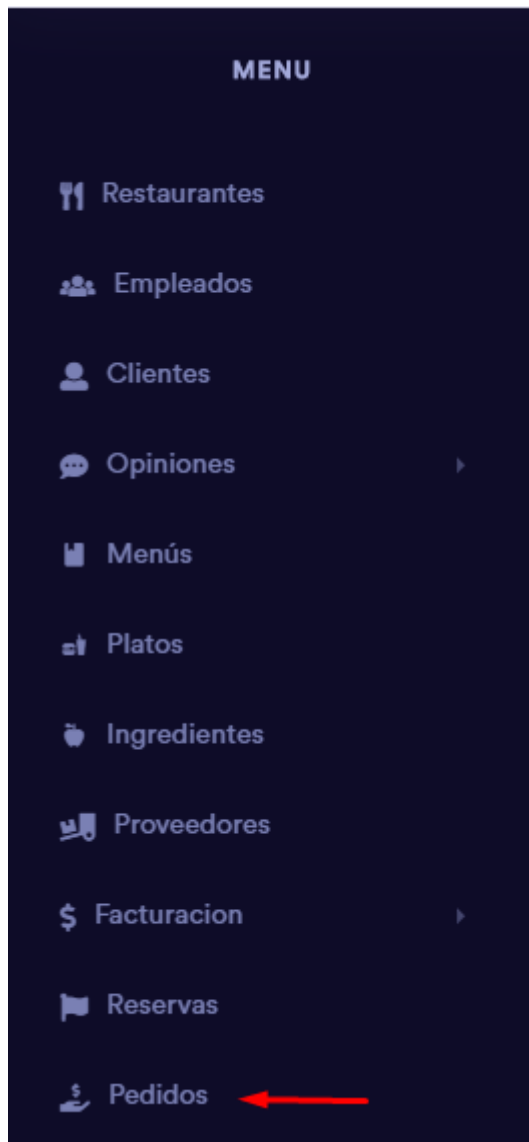 MENU
Restaurantes
Empleados
Clientes
Opiniones
Menús
Platos
Ingredientes
Proveedores
$ Facturacion
Reservas
Pedidos